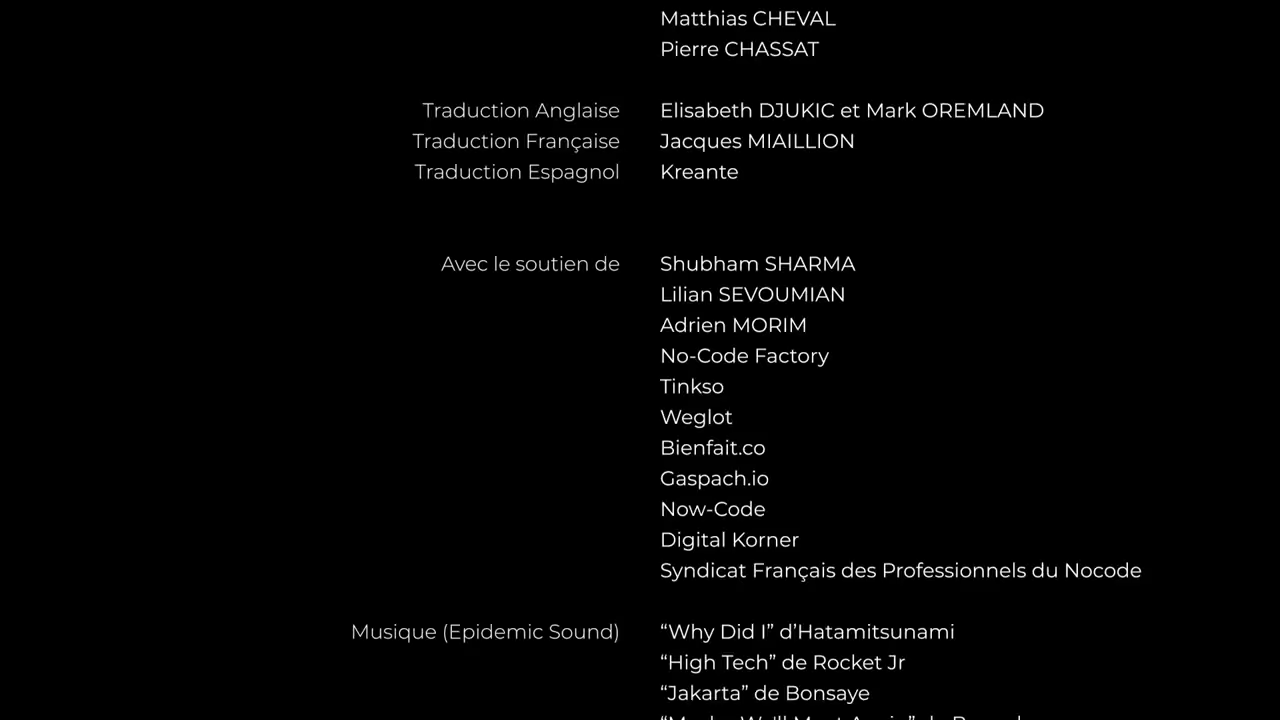 Matthias CHEVAL
Pierre CHASSAT
Traduction Anglaise Elisabeth DJUKIC et Mark OREMLAND
Traduction Française Jacques MIAILLION
Traduction Espagnol Kreante
Avec le soutien de Shubham SHARMA
Lilian SEVOUMIAN
Adrien MORIM
No-Code Factory
Tinkso
Weglot
Bienfait.co
Gaspach.io
Now-Code
Digital Korner
Syndicat Français des Professionnels du Nocode
Musique (Epidemic Sound) “Why Did I” d’Hatamitsunami
“High Tech” de Rocket Jr
“Jakarta” de Bonsaye